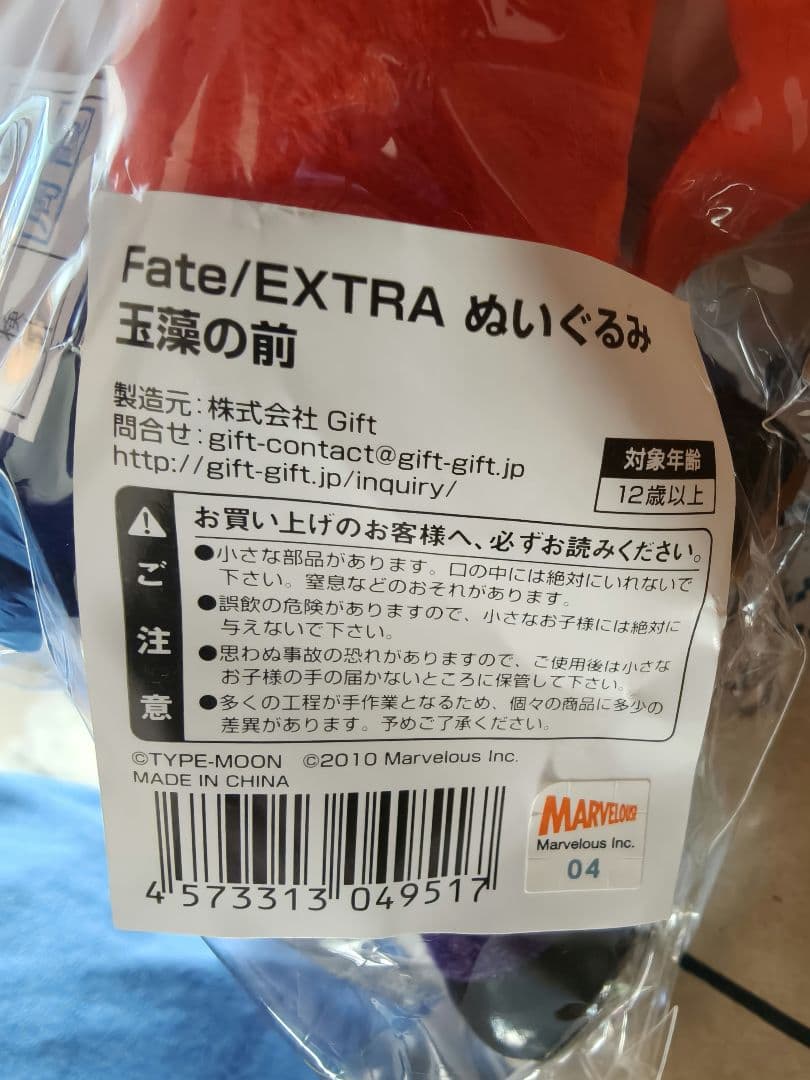 Fate/EXTRA ぬいぐるみ
玉藻の前
製造元：株式会社 Gift
問合せ：gift-contact@gift-gift.jp
http://gift-gift.jp/inquiry/
対象年齢
12歳以上
ご注意
お買い上げのお客様へ、必ずお読みください。
●小さな部品があります。口の中には絶対にいれないで
下さい。窒息などのおそれがあります。
●誤飲の危険がありますので、小さなお子様には絶対に
与えないで下さい。
●思わぬ事故の恐れがありますので、ご使用後は小さな
お子様の手の届かないところに保管して下さい。
●多くの工程が手作業となるため、個々の商品に多少の
差異があります。予めご了承ください。
©TYPE-MOON ©2010 Marvelous Inc.
MADE IN CHINA
4 573313 049517
MARVELOUS!
Marvelous Inc.
04